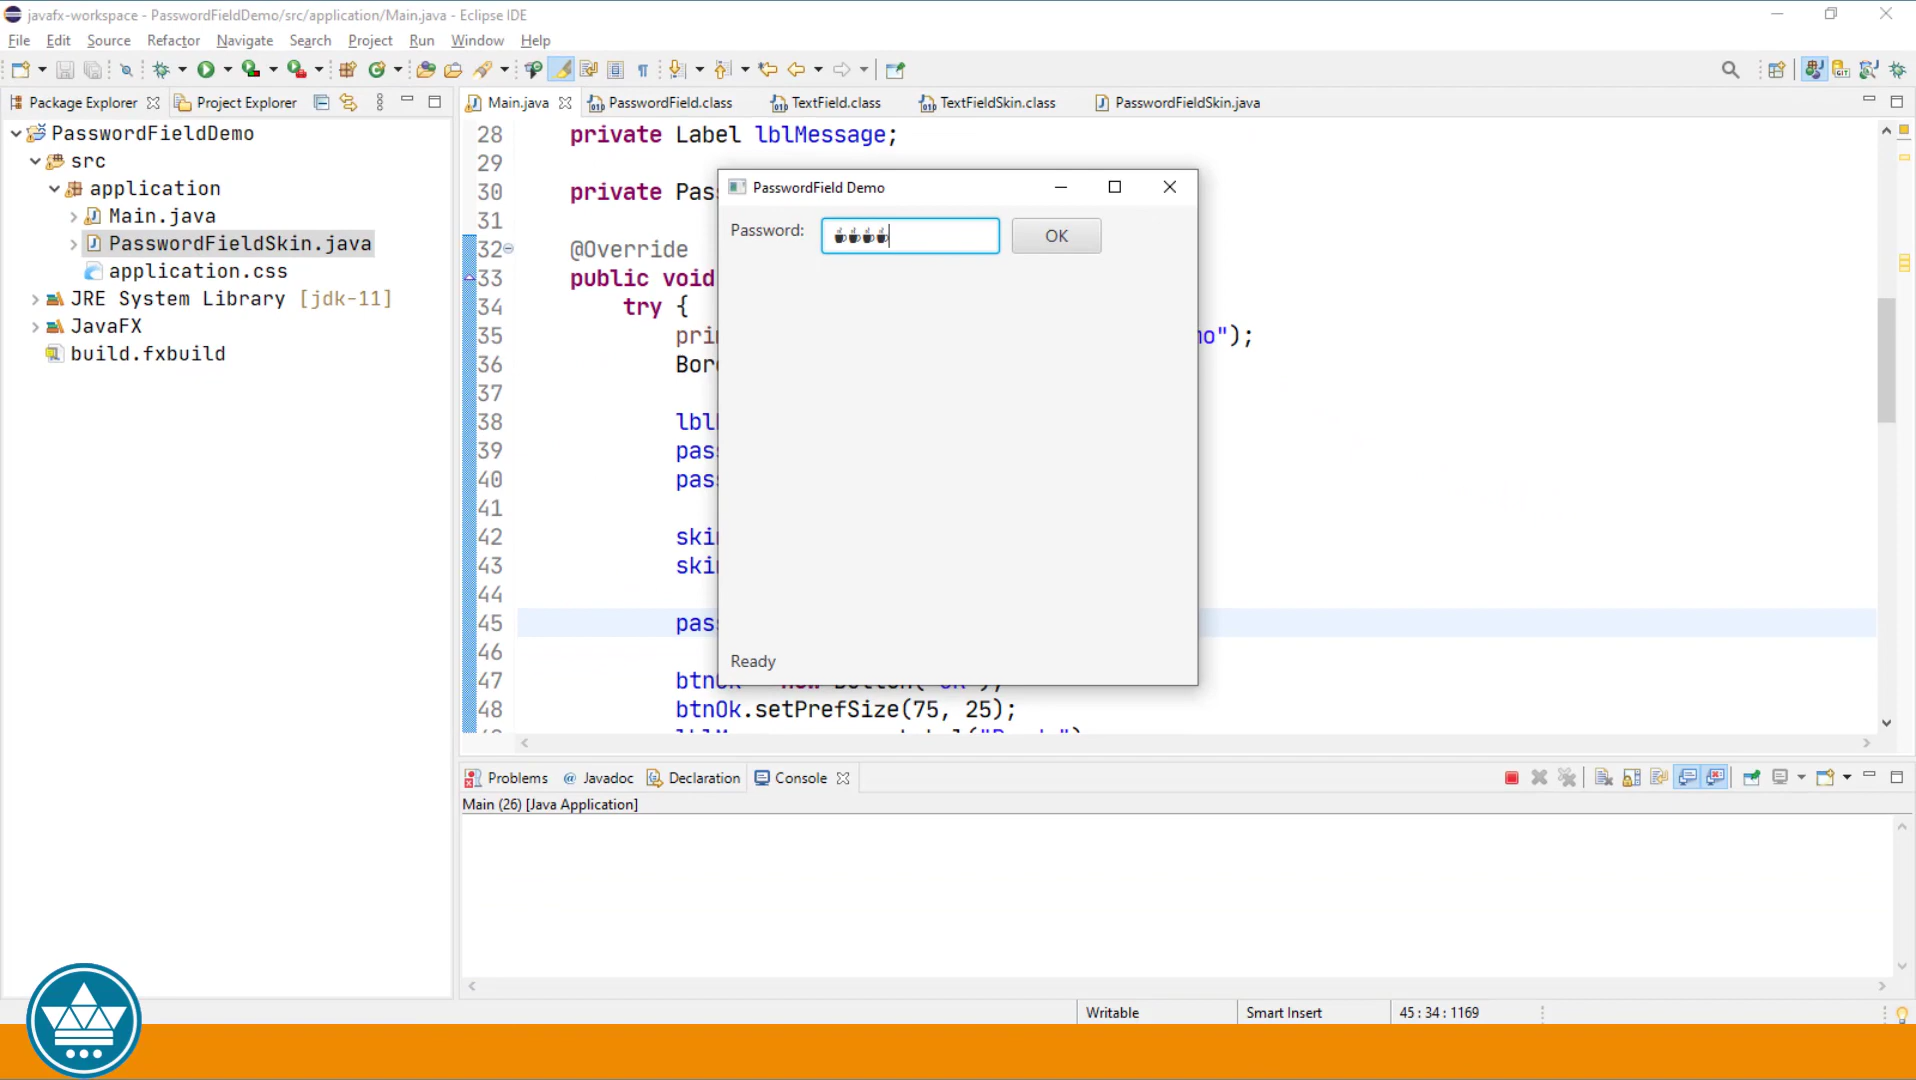 javafx-workspace - PasswordFieldDemo/src/application/Main.java - Eclipse IDE
File Edit Source Refactor Navigate Search Project Run Window Help
Package Explorer Project Explorer
Main.java PasswordField.class TextField.class TextFieldSkin.class PasswordFieldSkin.java
PasswordFieldDemo
src
application
Main.java
PasswordFieldSkin.java
application.css
JRE System Library [jdk-11]
JavaFX
build.fxbuild
28 private Label lblMessage;
29
30 private Pas
31
32 @Override
33 public void
34 try {
35 pri no");
36 Bor
37
38 lbl
39 pas
40 pas
41
42 ski
43 ski
44
45 pas
46
47 btnOk
48 btnOk.setPrefSize(75, 25);
PasswordField Demo
Password: ☕☕☕☕ OK
Ready
Problems @ Javadoc Declaration Console
Main (26) [Java Application]
Writable Smart Insert 45 : 34 : 1169